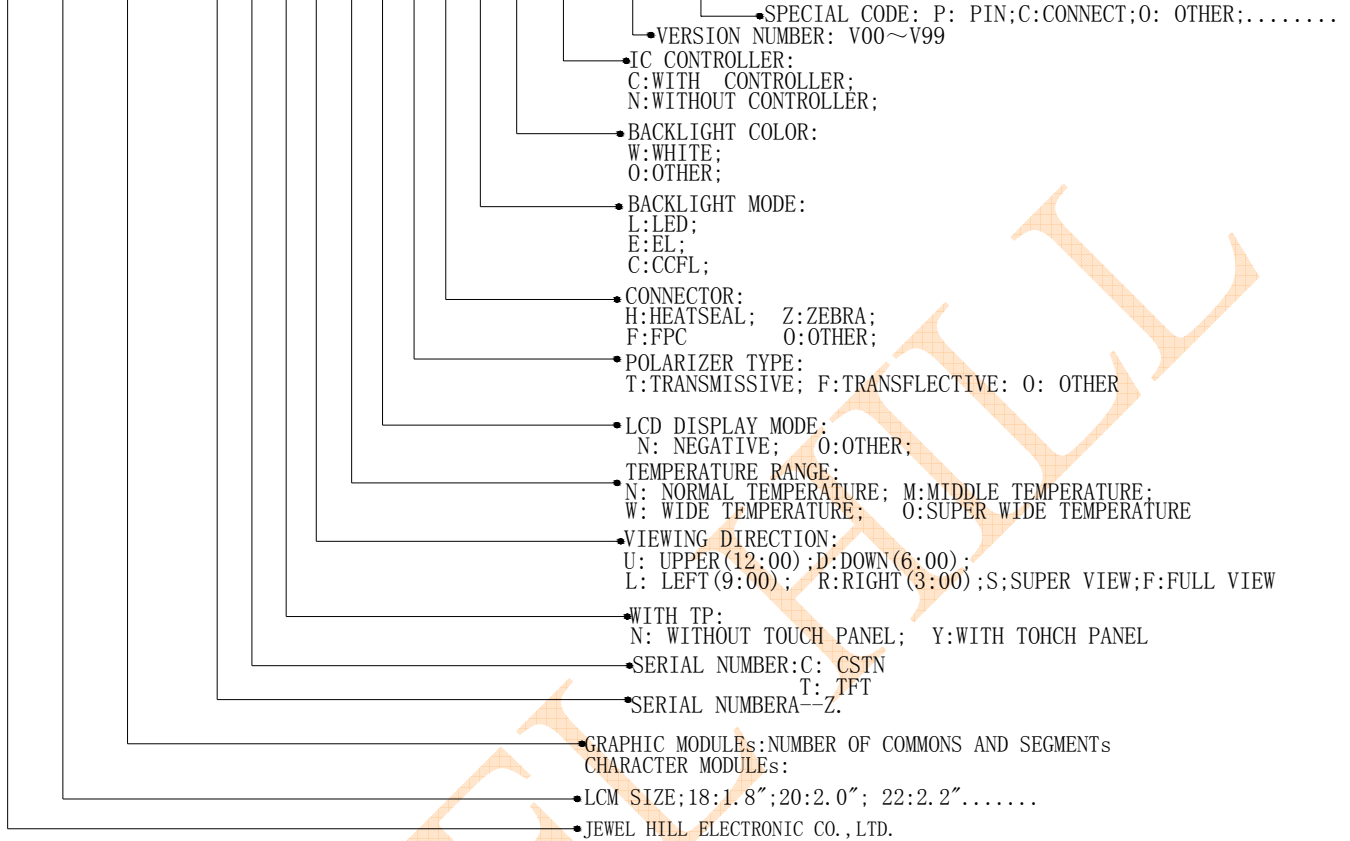 SPECIAL CODE: P: PIN;C:CONNECT;O: OTHER;........
VERSION NUMBER: V00～V99
IC CONTROLLER:
C:WITH CONTROLLER;
N:WITHOUT CONTROLLER;
BACKLIGHT COLOR:
W:WHITE;
O:OTHER;
BACKLIGHT MODE:
L:LED;
E:EL;
C:CCFL;
CONNECTOR:
H:HEATSEAL; Z:ZEBRA;
F:FPC O:OTHER;
POLARIZER TYPE:
T:TRANSMISSIVE; F:TRANSFLECTIVE: O: OTHER
LCD DISPLAY MODE:
N: NEGATIVE; O:OTHER;
TEMPERATURE RANGE:
N: NORMAL TEMPERATURE; M:MIDDLE TEMPERATURE;
W: WIDE TEMPERATURE; O:SUPER WIDE TEMPERATURE
VIEWING DIRECTION:
U: UPPER(12:00);D:DOWN(6:00);
L: LEFT(9:00); R:RIGHT(3:00);S;SUPER VIEW;F:FULL VIEW
WITH TP:
N: WITHOUT TOUCH PANEL; Y:WITH TOHCH PANEL
SERIAL NUMBER:C: CSTN
T: TFT
SERIAL NUMBERA--Z.
GRAPHIC MODULEs:NUMBER OF COMMONS AND SEGMENTs
CHARACTER MODULEs:
LCM SIZE;18:1.8″;20:2.0″; 22:2.2″.......
JEWEL HILL ELECTRONIC CO.,LTD.
EL HILL